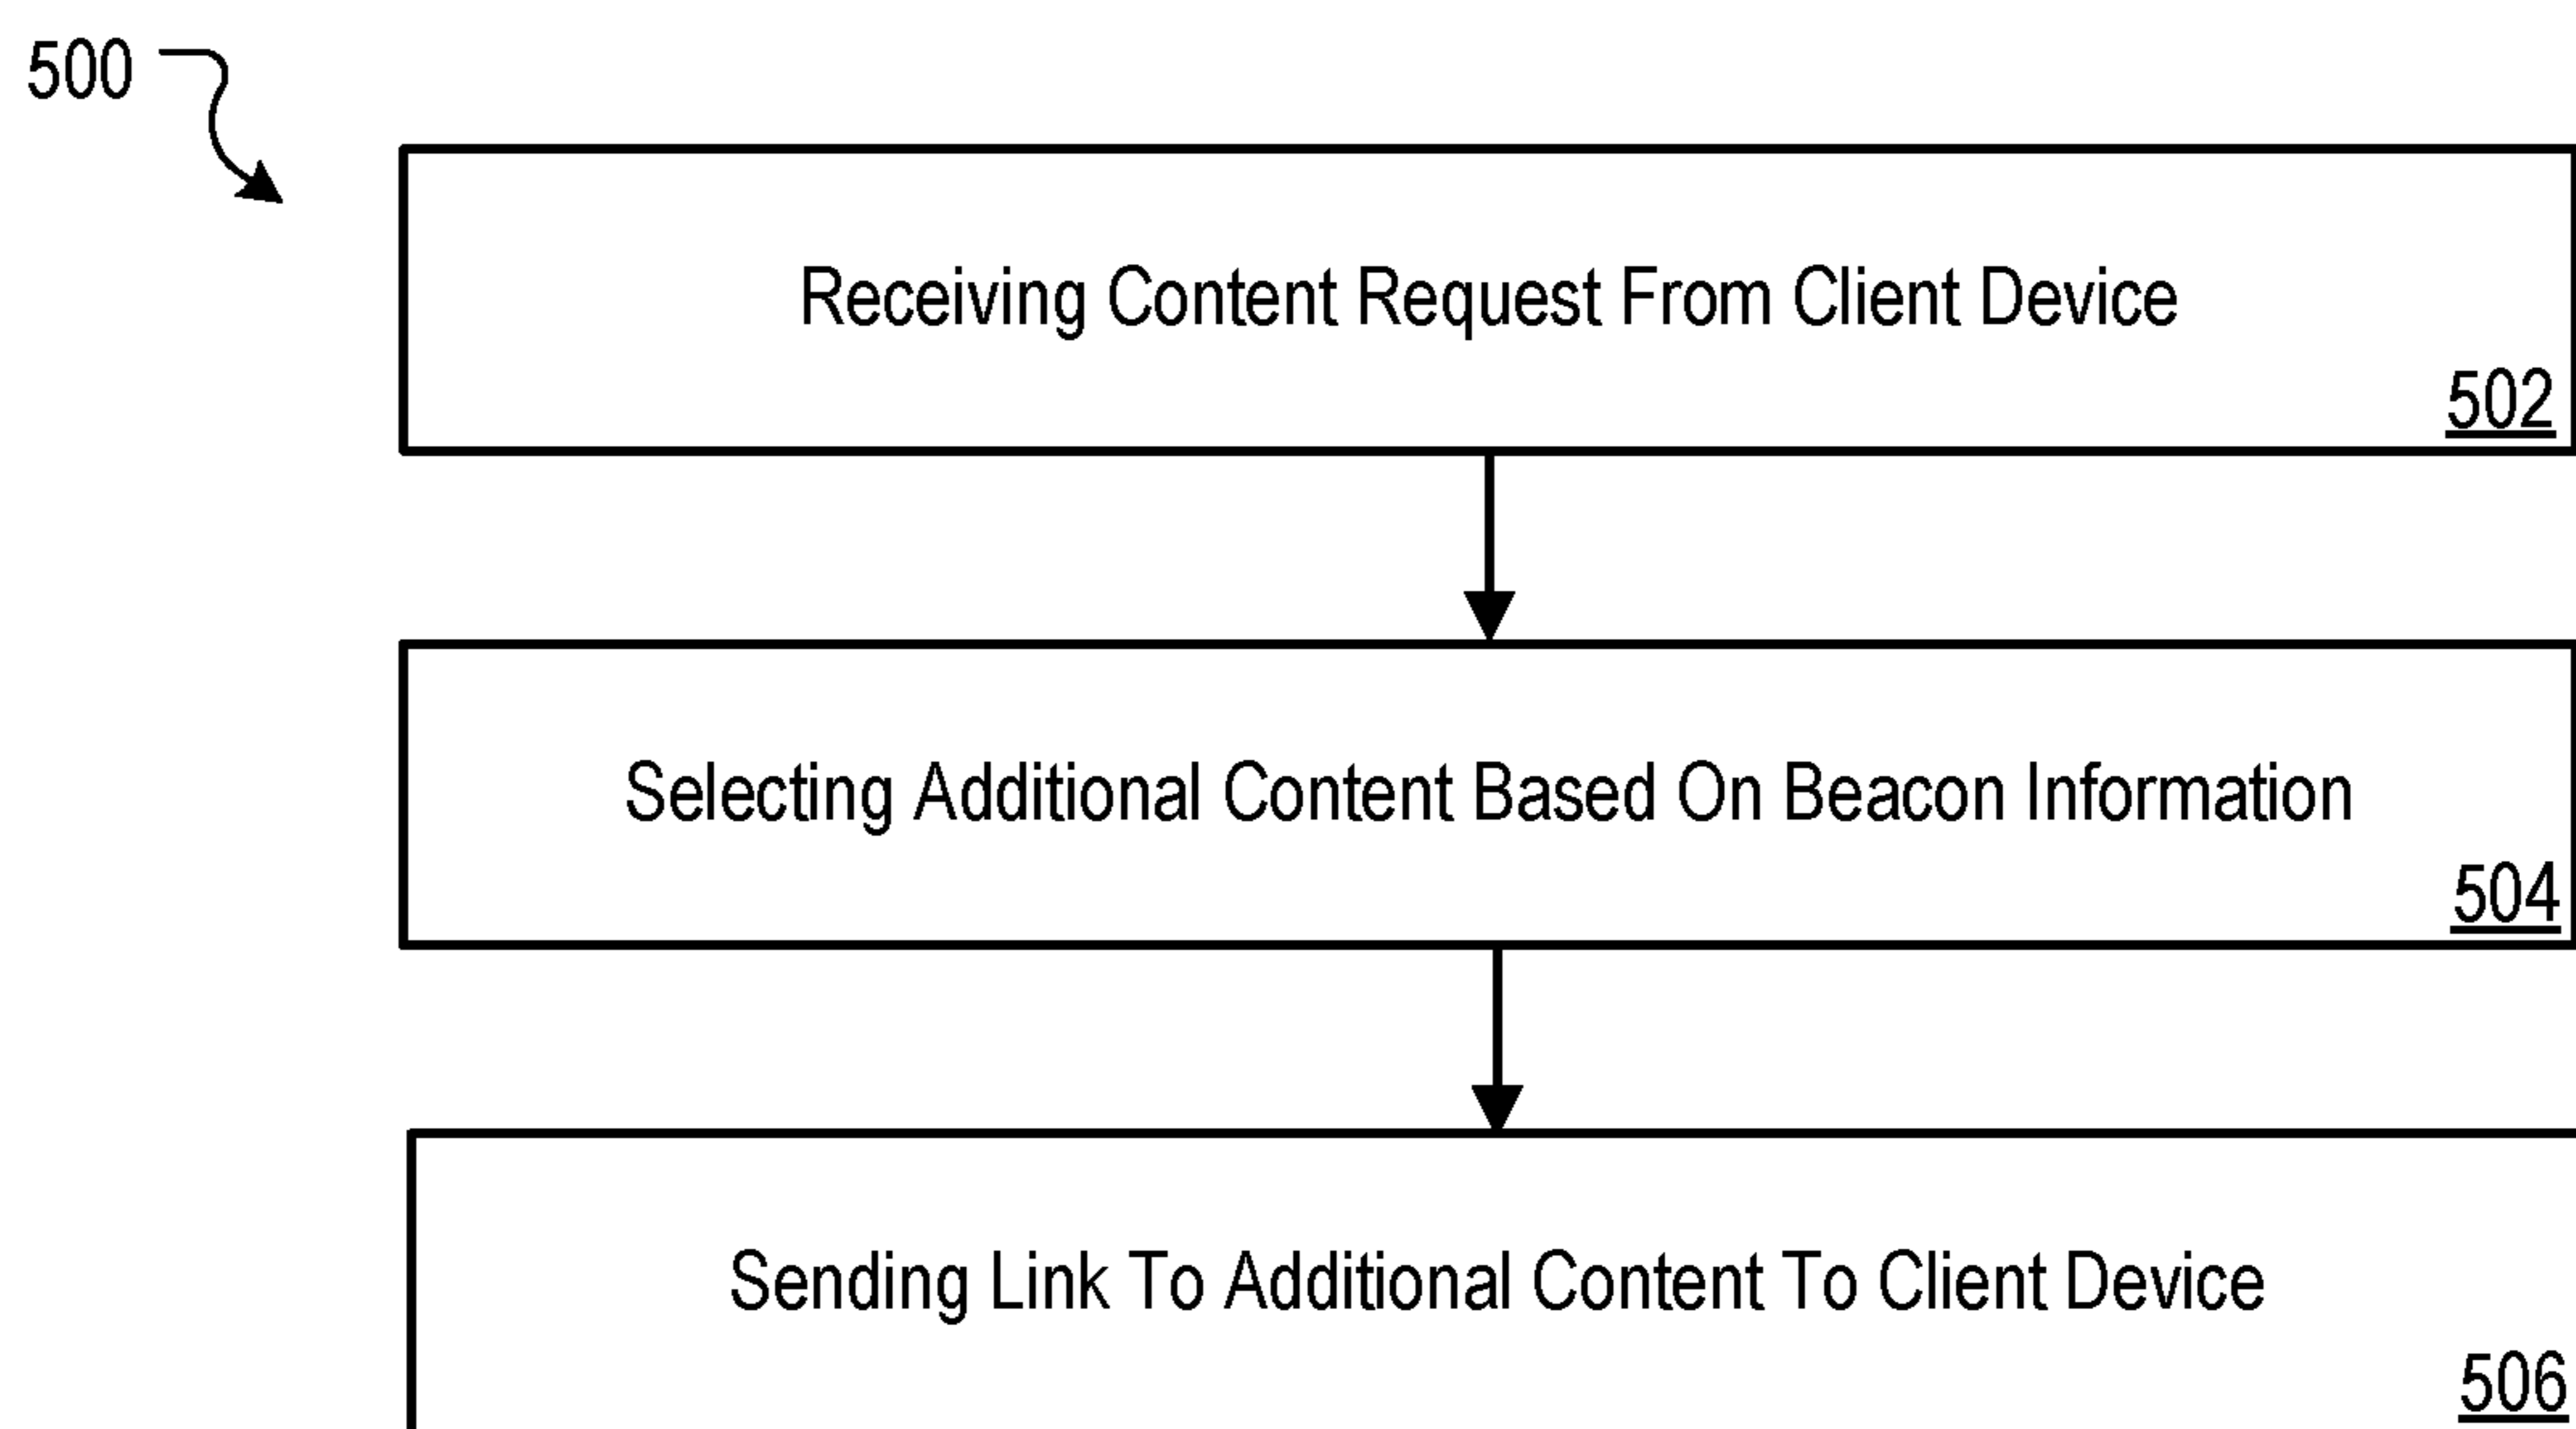 500
Receiving Content Request From Client Device
502
Selecting Additional Content Based On Beacon Information
504
Sending Link To Additional Content To Client Device
506